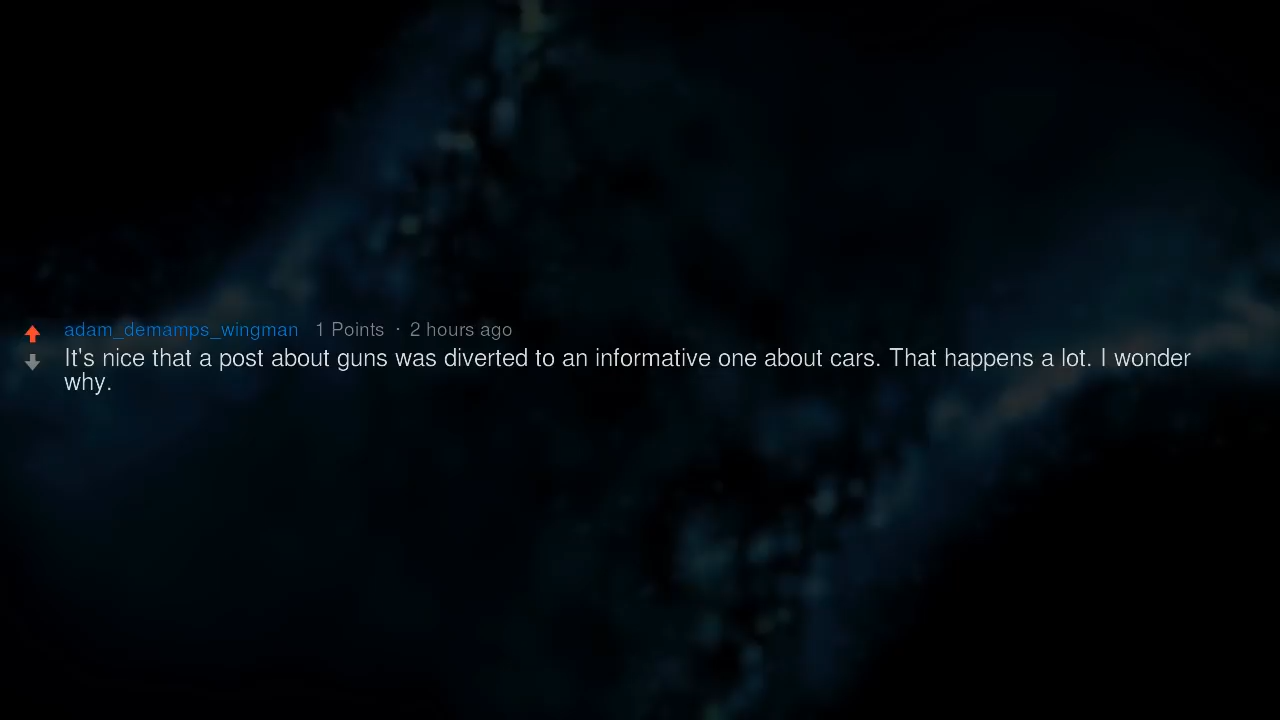 adam_demamps_wingman 1 Points · 2 hours ago
It's nice that a post about guns was diverted to an informative one about cars. That happens a lot. I wonder
why.